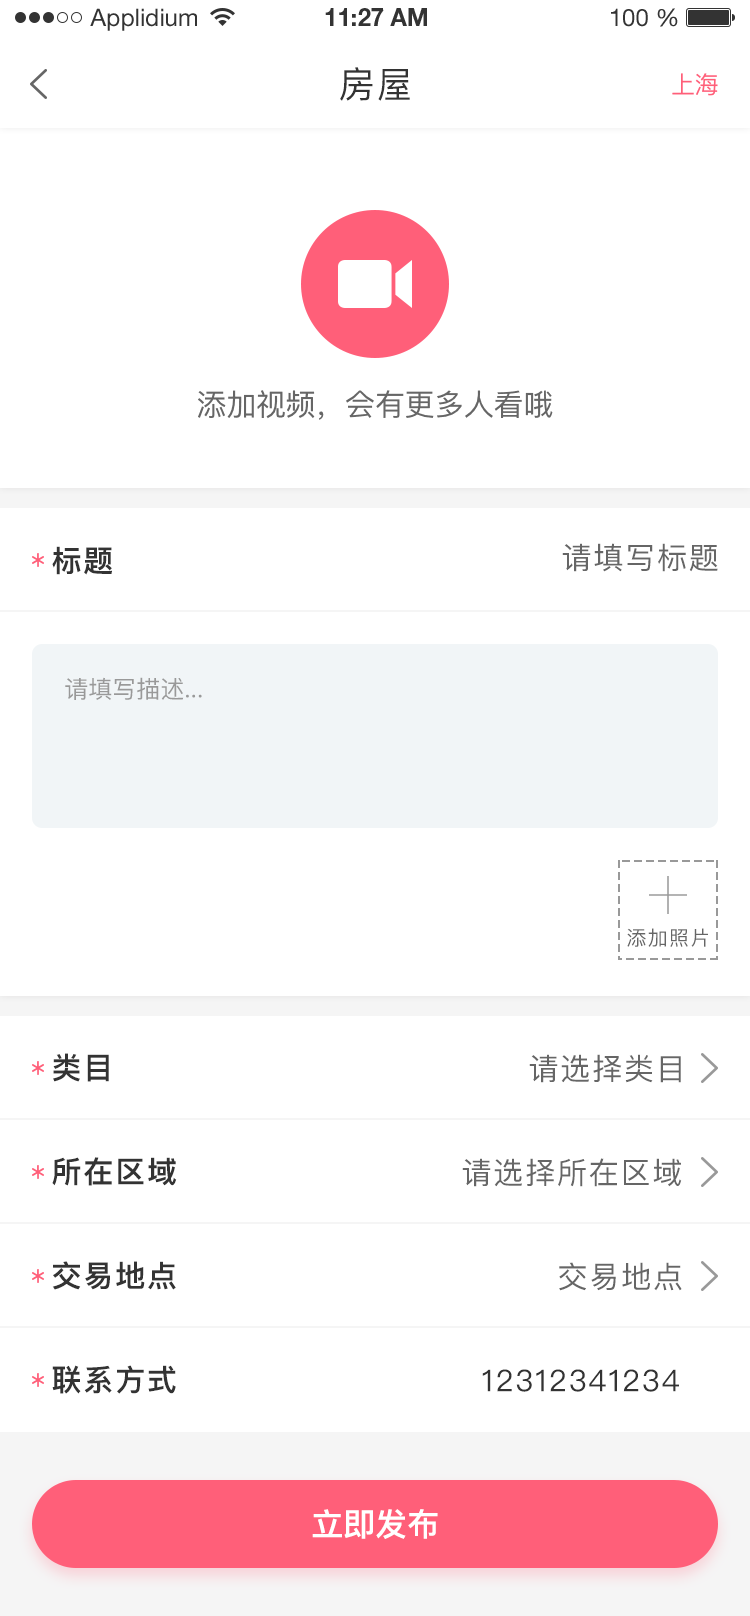 Applidium 11:27 AM 100 %
房屋 上海
添加视频，会有更多人看哦
* 标题 请填写标题
请填写描述...
添加照片
* 类目 请选择类目
* 所在区域 请选择所在区域
* 交易地点 交易地点
* 联系方式 12312341234
立即发布